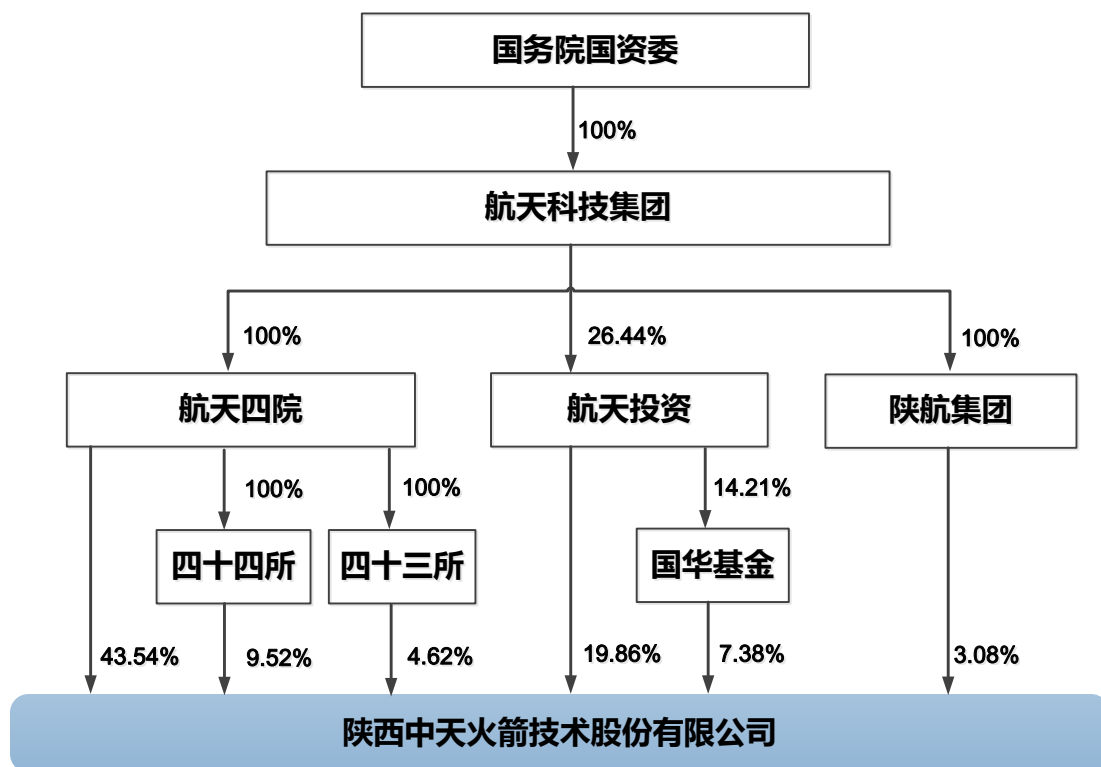 国务院国资委
100%
航天科技集团
100%
26.44%
100%
航天四院
航天投资
陕航集团
100%
100%
14.21%
四十四所
四十三所
国华基金
43.54%
9.52%
4.62%
19.86%
7.38%
3.08%
陕西中天火箭技术股份有限公司